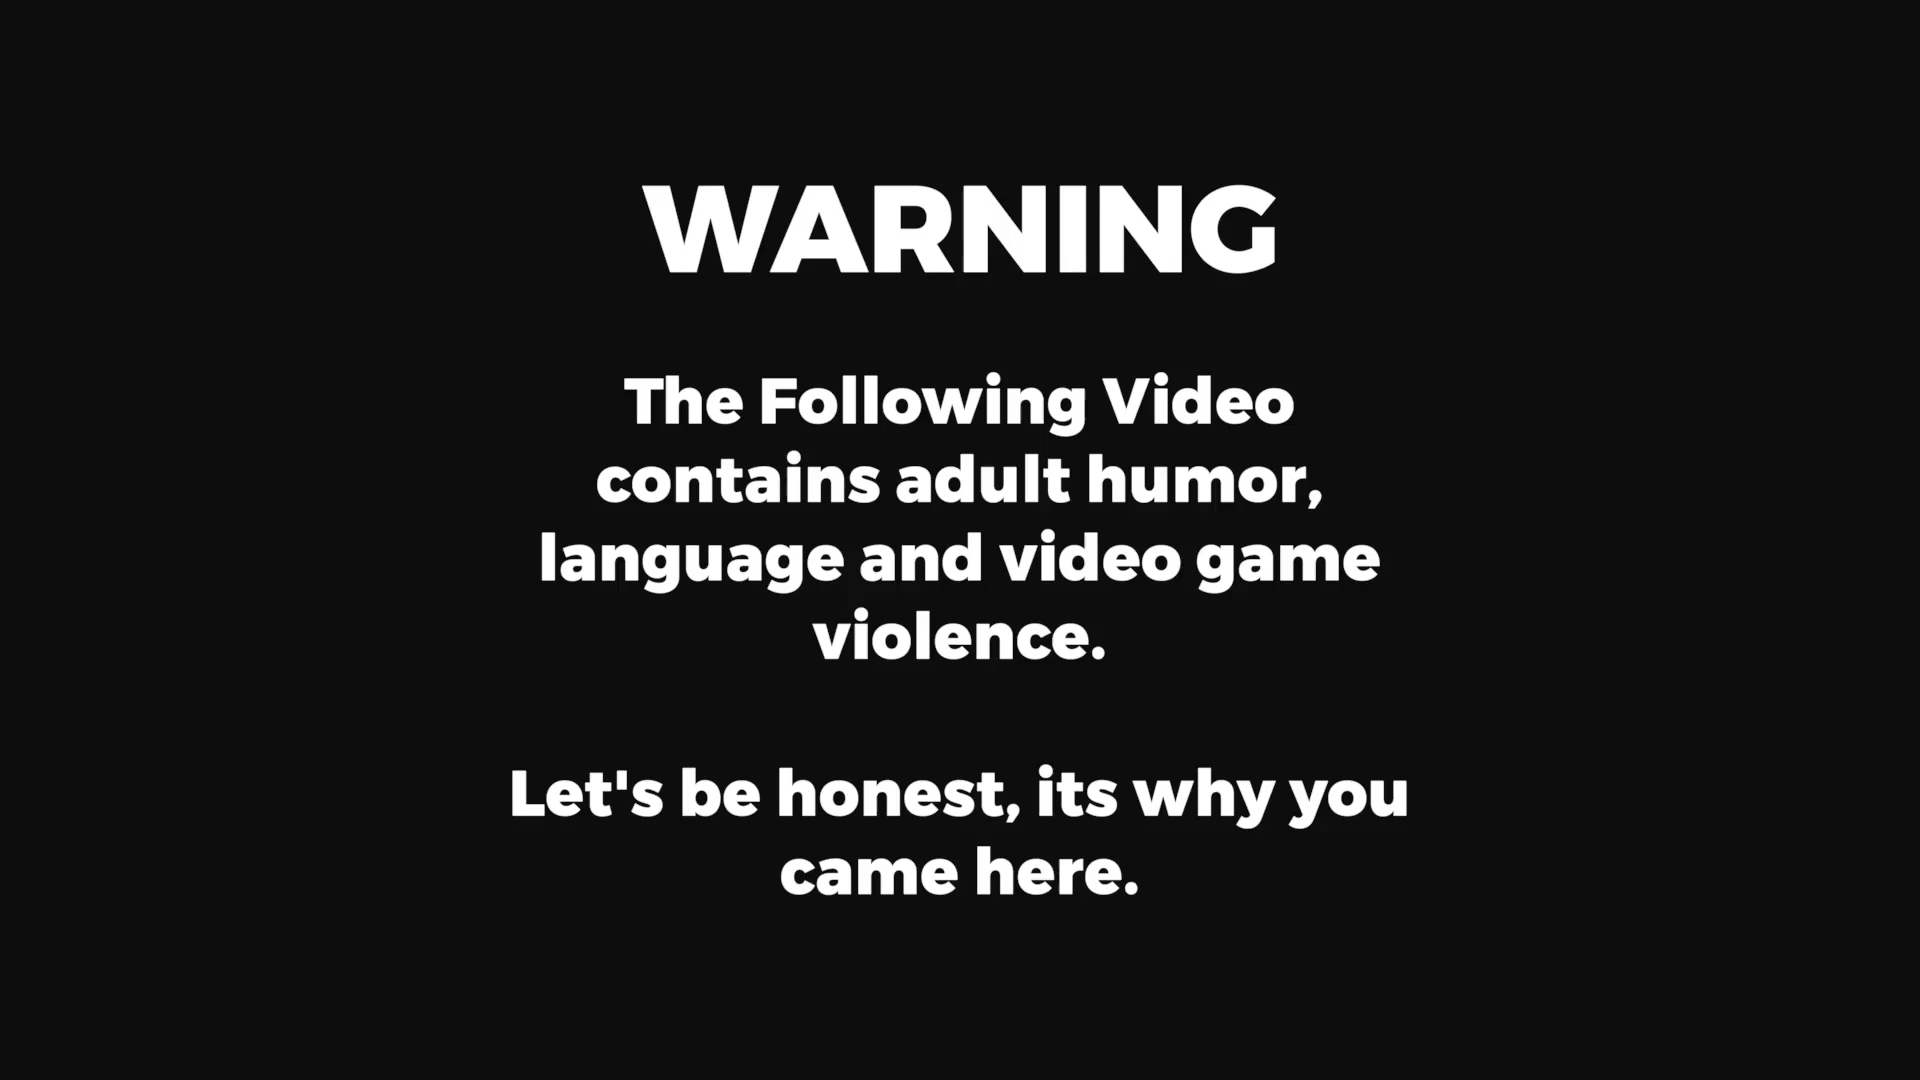 WARNING
The Following Video
contains adult humor,
language and video game
violence.
Let's be honest, its why you
came here.